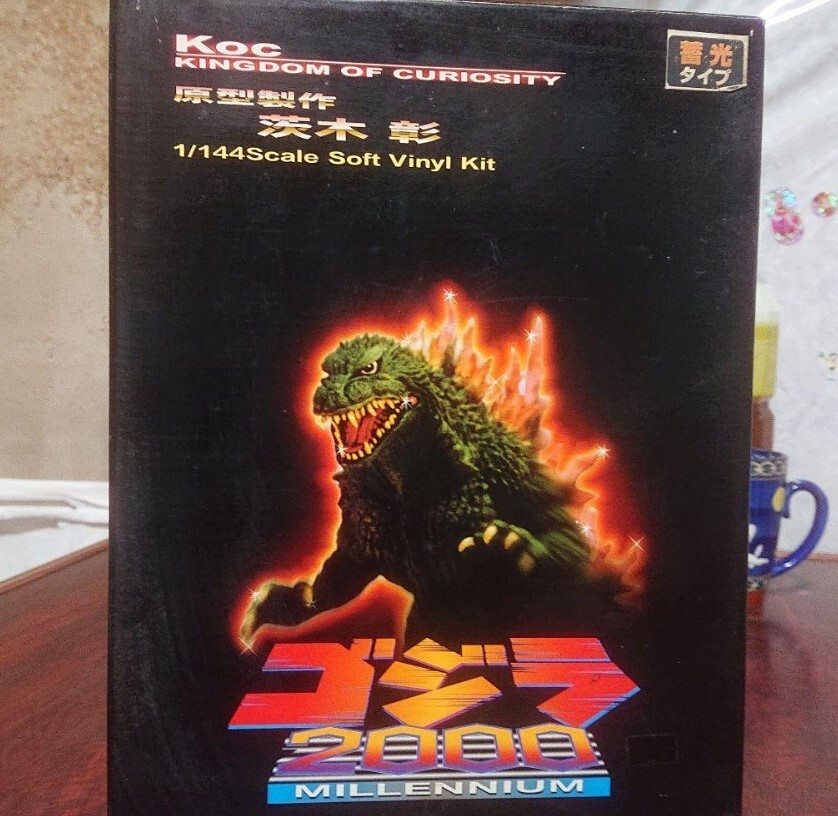 Koc
KINGDOM OF CURIOSITY
蓄光
タイプ
原型製作
茨木 彰
1/144Scale Soft Vinyl Kit
ゴジラ
2000
MILLENNIUM